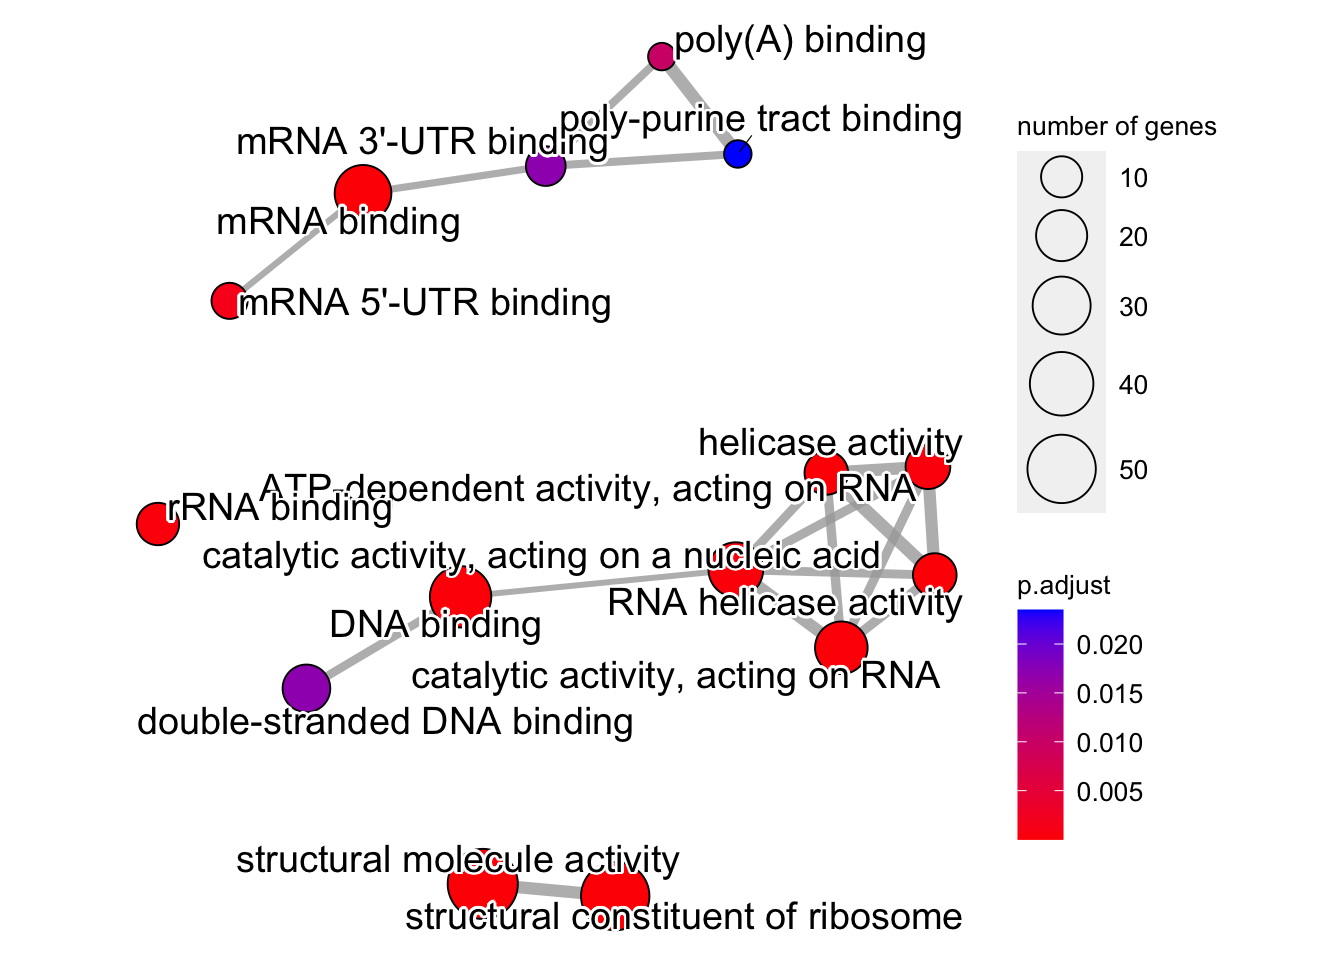 poly(A) binding
poly-purine tract binding
mRNA 3'-UTR binding
mRNA binding
mRNA 5'-UTR binding
helicase activity
ATP-dependent activity, acting on RNA
rRNA binding
catalytic activity, acting on a nucleic acid
RNA helicase activity
DNA binding
catalytic activity, acting on RNA
double-stranded DNA binding
structural molecule activity
structural constituent of ribosome
number of genes
10
20
30
40
50
p.adjust
0.020
0.015
0.010
0.005